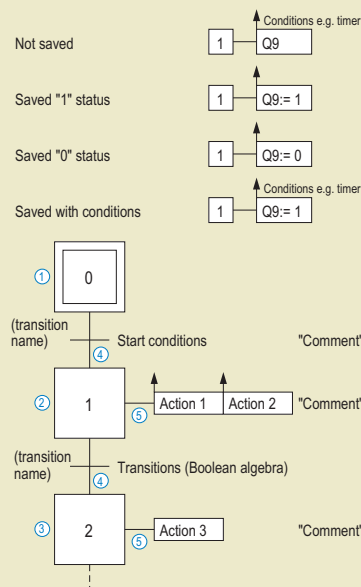 Conditions e.g. timer
Not saved 1 Q9
Saved "1" status 1 Q9:= 1
Saved "0" status 1 Q9:= 0
Conditions e.g. timer
Saved with conditions 1 Q9:= 1
1 0
(transition
name) Start conditions "Comment"
4
2 1 Action 1 Action 2 "Comment"
5
(transition
name) Transitions (Boolean algebra)
4
3 2 Action 3 "Comment"
5